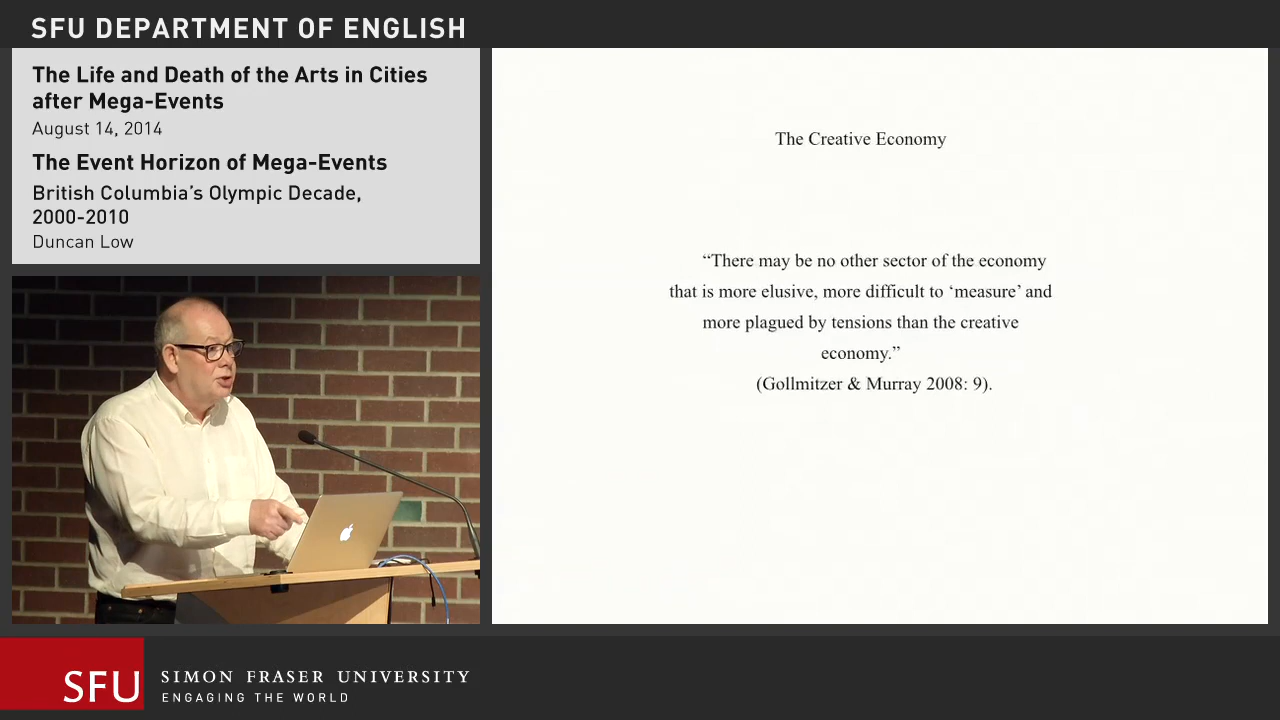 SFU DEPARTMENT OF ENGLISH
The Life and Death of the Arts in Cities
after Mega-Events
August 14, 2014
The Event Horizon of Mega-Events
British Columbia’s Olympic Decade,
2000-2010
Duncan Low
The Creative Economy
“There may be no other sector of the economy
that is more elusive, more difficult to ‘measure’ and
more plagued by tensions than the creative
economy.”
(Gollmitzer & Murray 2008: 9).
SFU
SIMON FRASER UNIVERSITY
ENGAGING THE WORLD